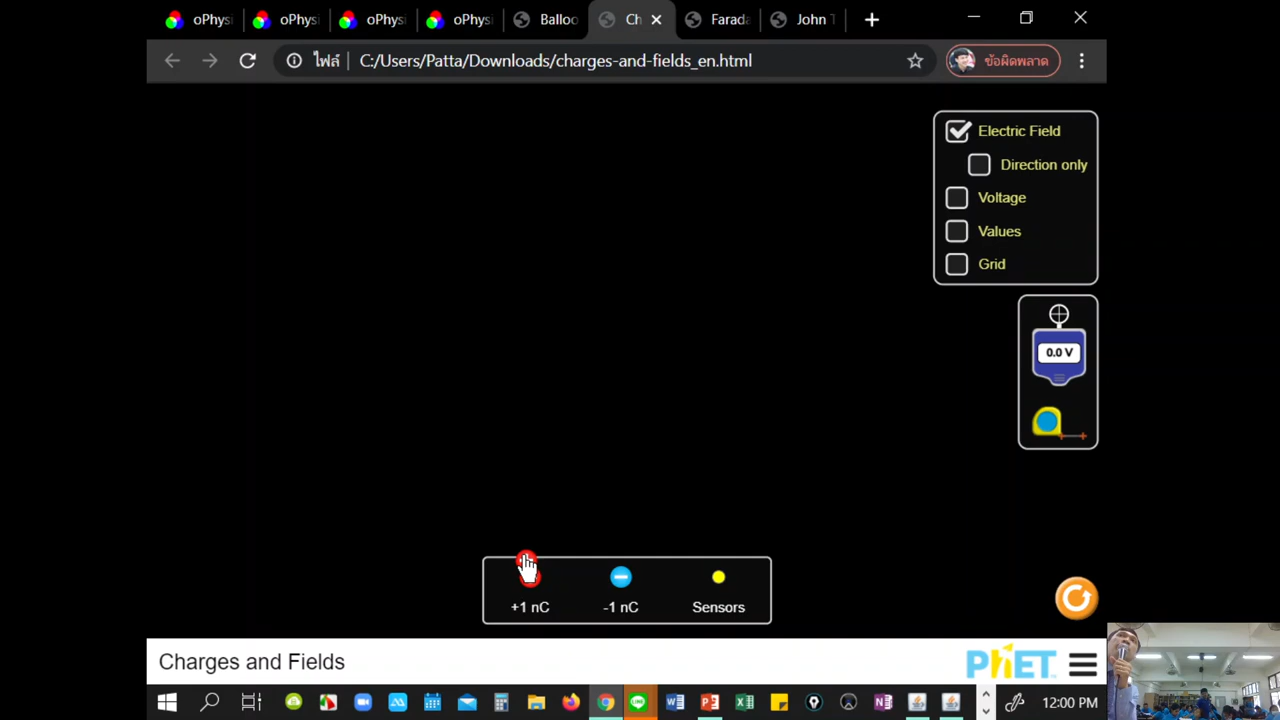 oPhysi
oPhysi
oPhysi
oPhysi
Balloo
Ch
Farada
John T
ไฟล์
C:/Users/Patta/Downloads/charges-and-fields_en.html
ข้อผิดพลาด
Electric Field
Direction only
Voltage
Values
Grid
0.0 V
+1 nC
-1 nC
Sensors
Charges and Fields
PhET
12:00 PM